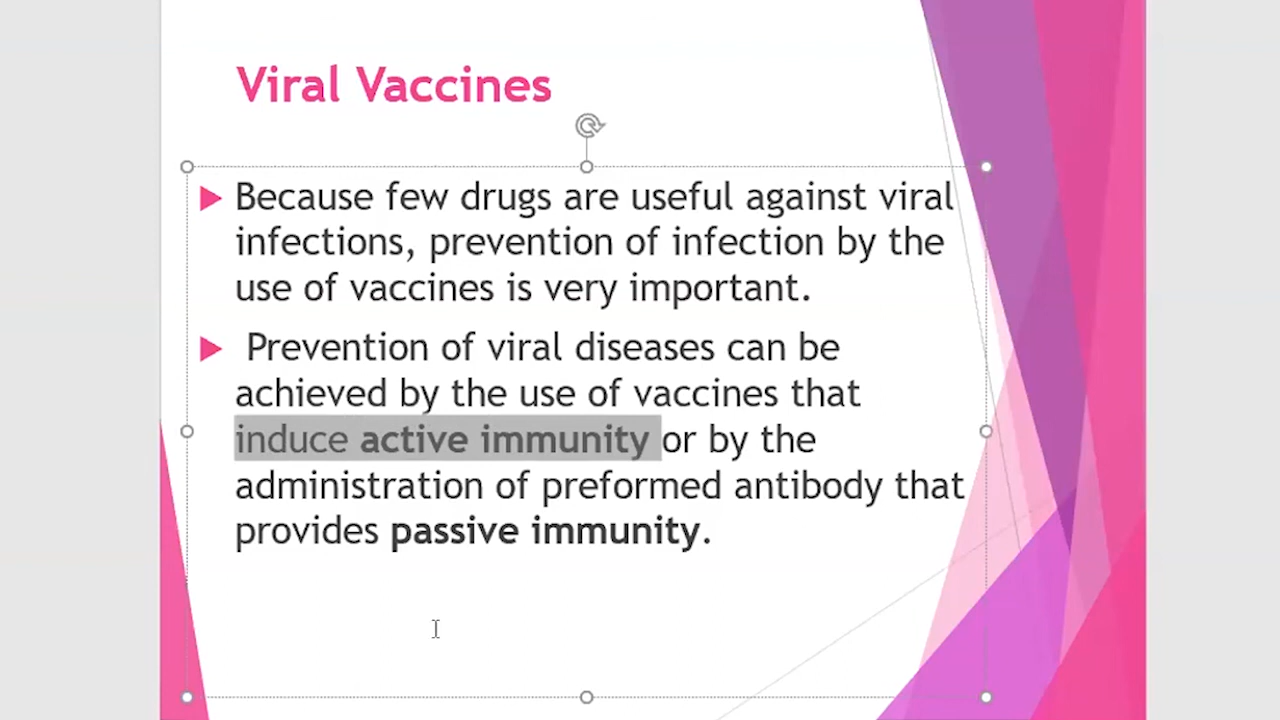 Viral Vaccines
Because few drugs are useful against viral
infections, prevention of infection by the
use of vaccines is very important.
Prevention of viral diseases can be
achieved by the use of vaccines that
induce active immunity or by the
administration of preformed antibody that
provides passive immunity.